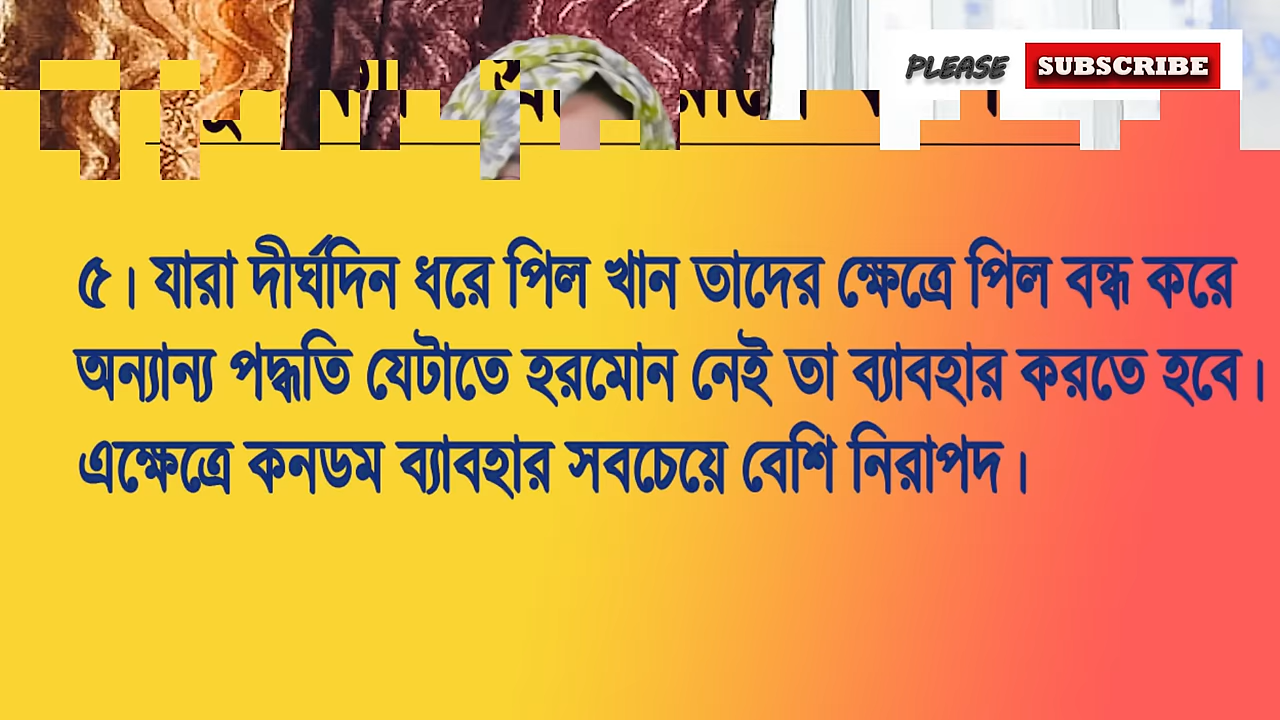 PLEASE SUBSCRIBE
৫। যারা দীর্ঘদিন ধরে পিল খান তাদের ক্ষেত্রে পিল বন্ধ করে
অন্যান্য পদ্ধতি যেটাতে হরমোন নেই তা ব্যাবহার করতে হবে।
এক্ষেত্রে কনডম ব্যাবহার সবচেয়ে বেশি নিরাপদ।